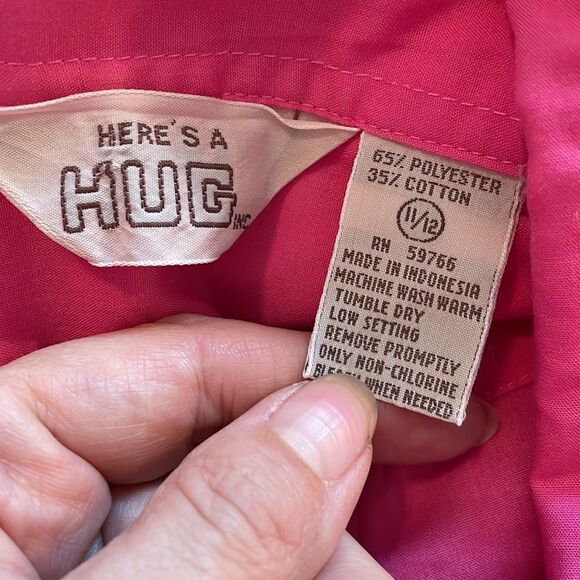 HERE'S A
HUG INC.
65% POLYESTER
35% COTTON
11/12
RN 59766
MADE IN INDONESIA
MACHINE WASH WARM
TUMBLE DRY
LOW SETTING
REMOVE PROMPTLY
ONLY NON-CHLORINE
BLEACH WHEN NEEDED